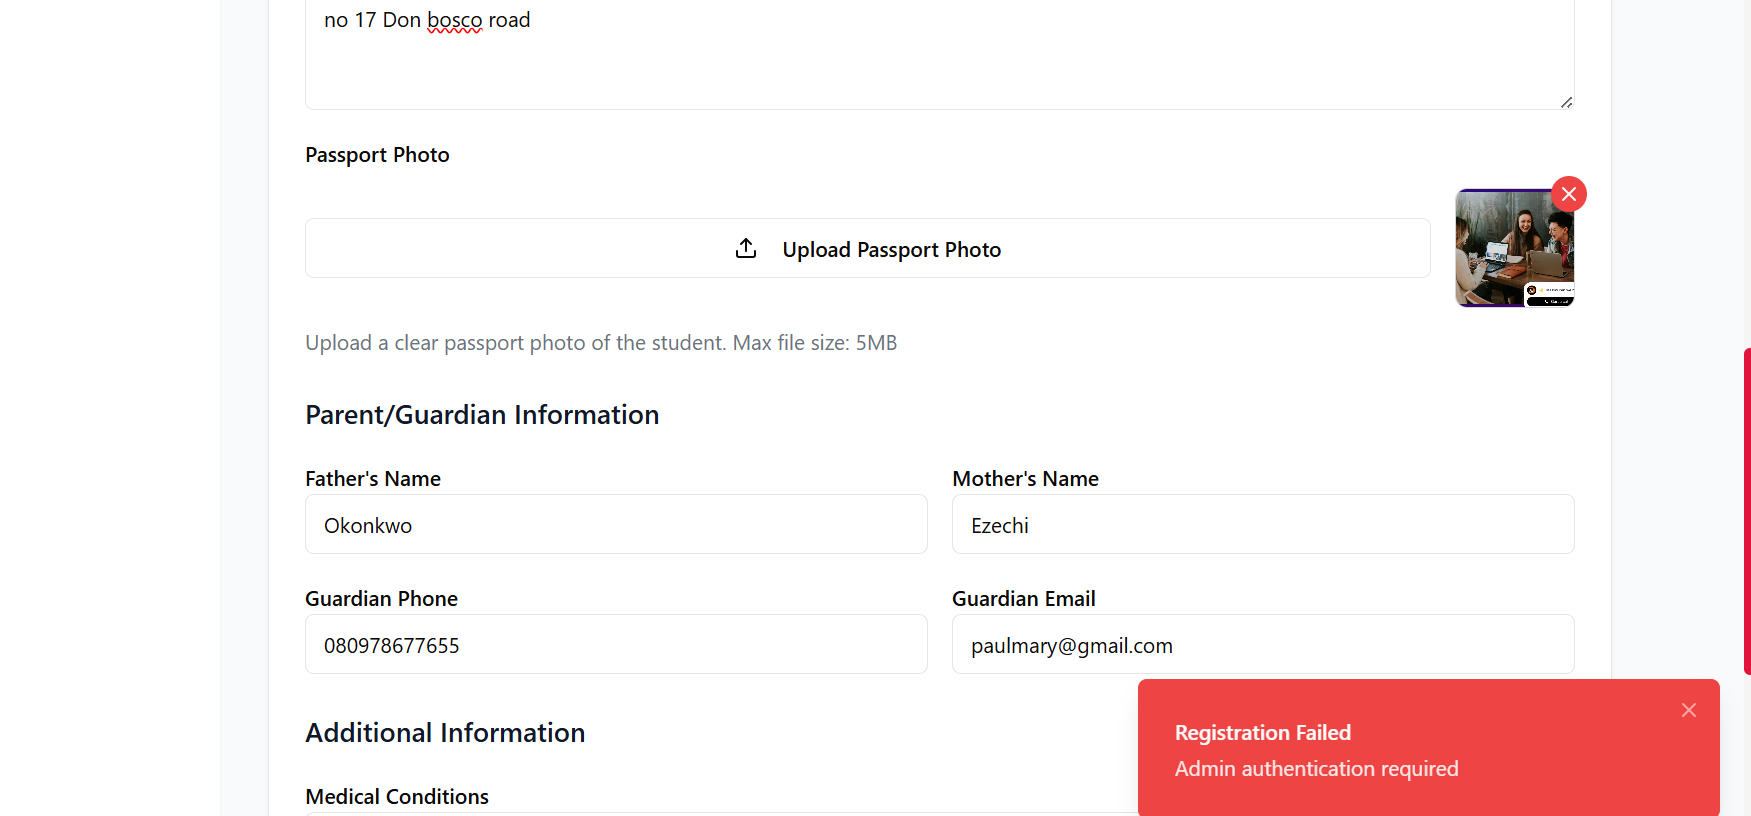 no 17 Don bosco road
Passport Photo
Upload Passport Photo
Upload a clear passport photo of the student. Max file size: 5MB
Parent/Guardian Information
Father's Name
Mother's Name
Okonkwo
Ezechi
Guardian Phone
Guardian Email
080978677655
paulmary@gmail.com
Additional Information
Registration Failed
Admin authentication required
Medical Conditions